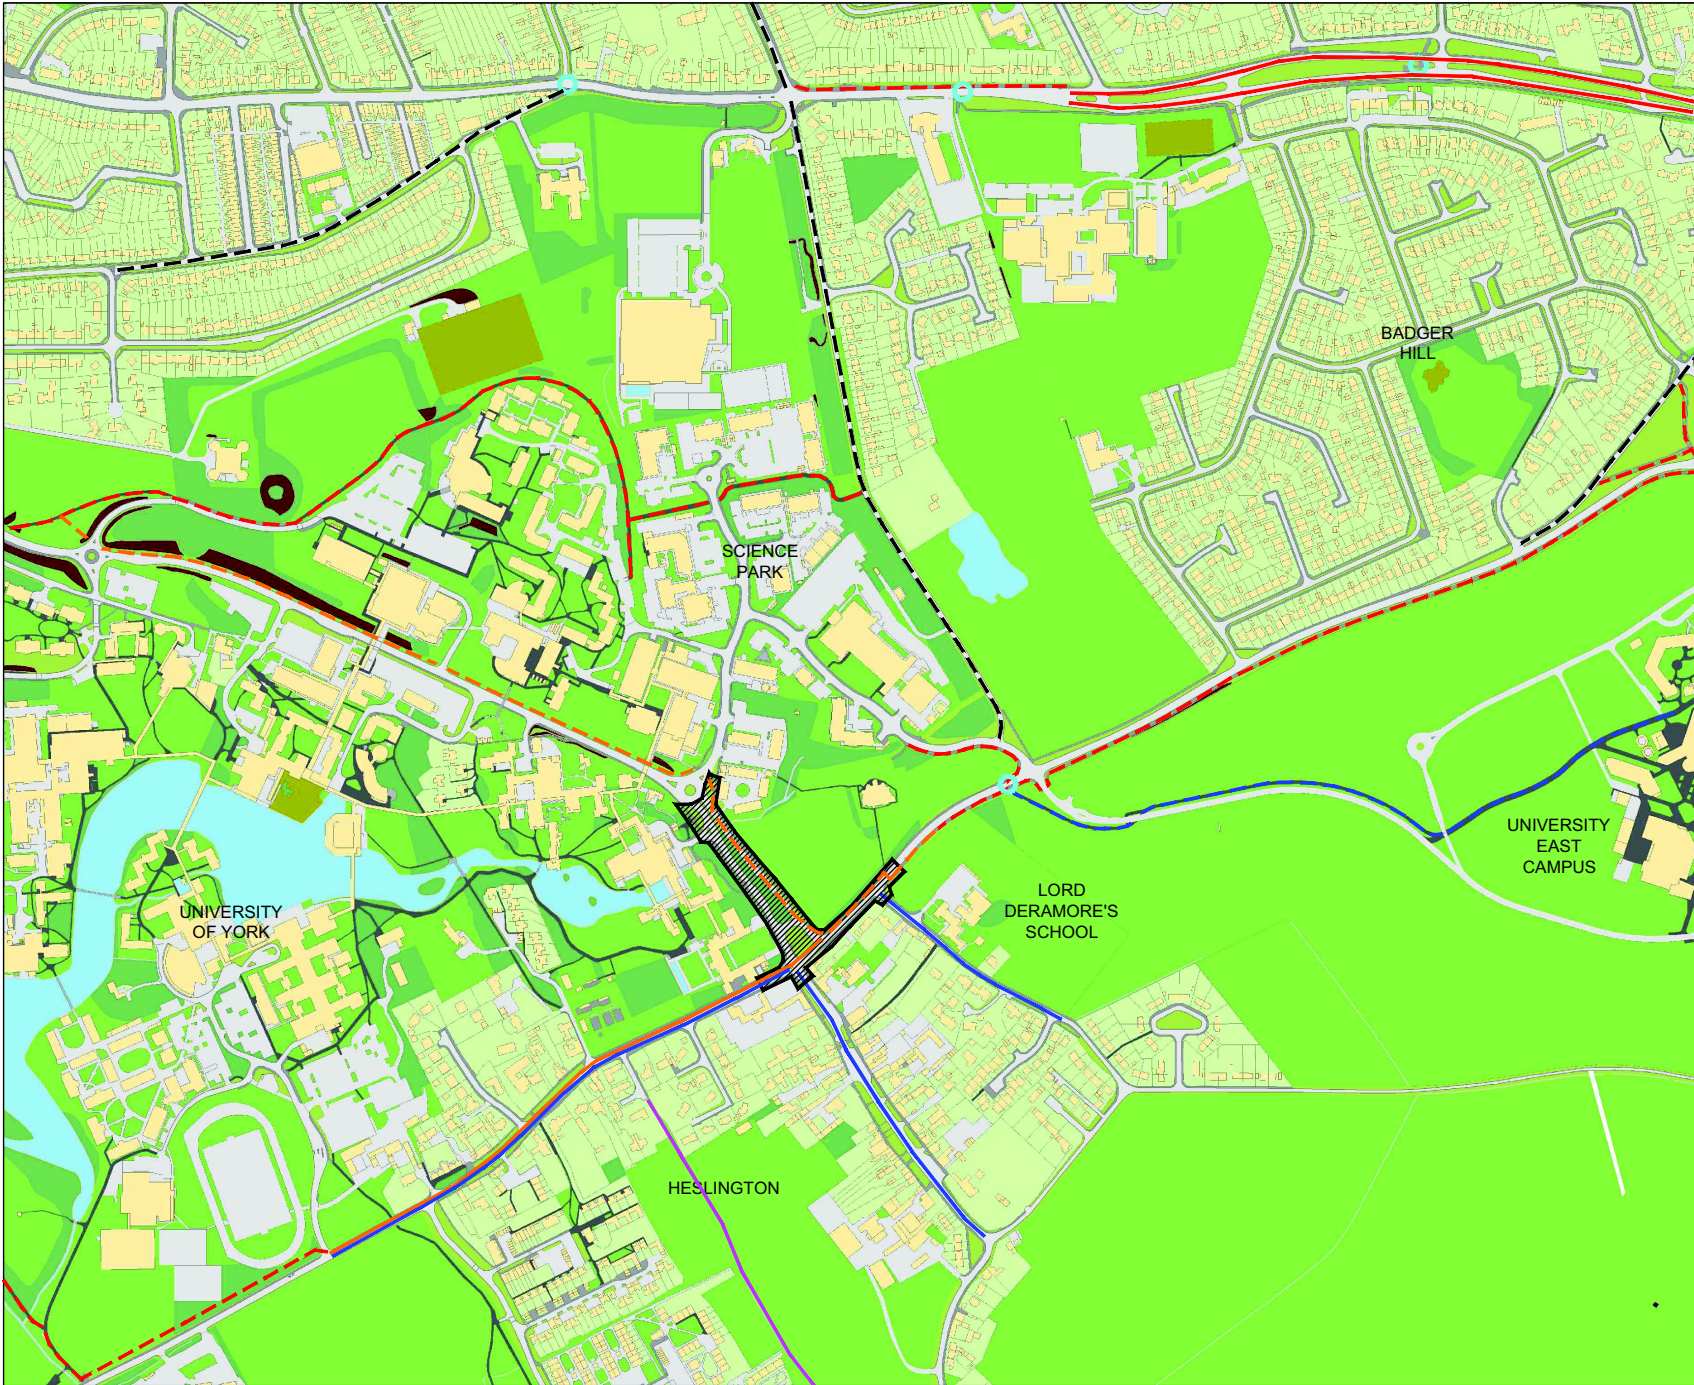 BADGER
HILL
SCIENCE
PARK
UNIVERSITY
EAST
CAMPUS
LORD
DERAMORE'S
SCHOOL
UNIVERSITY
OF YORK
HESLINGTON